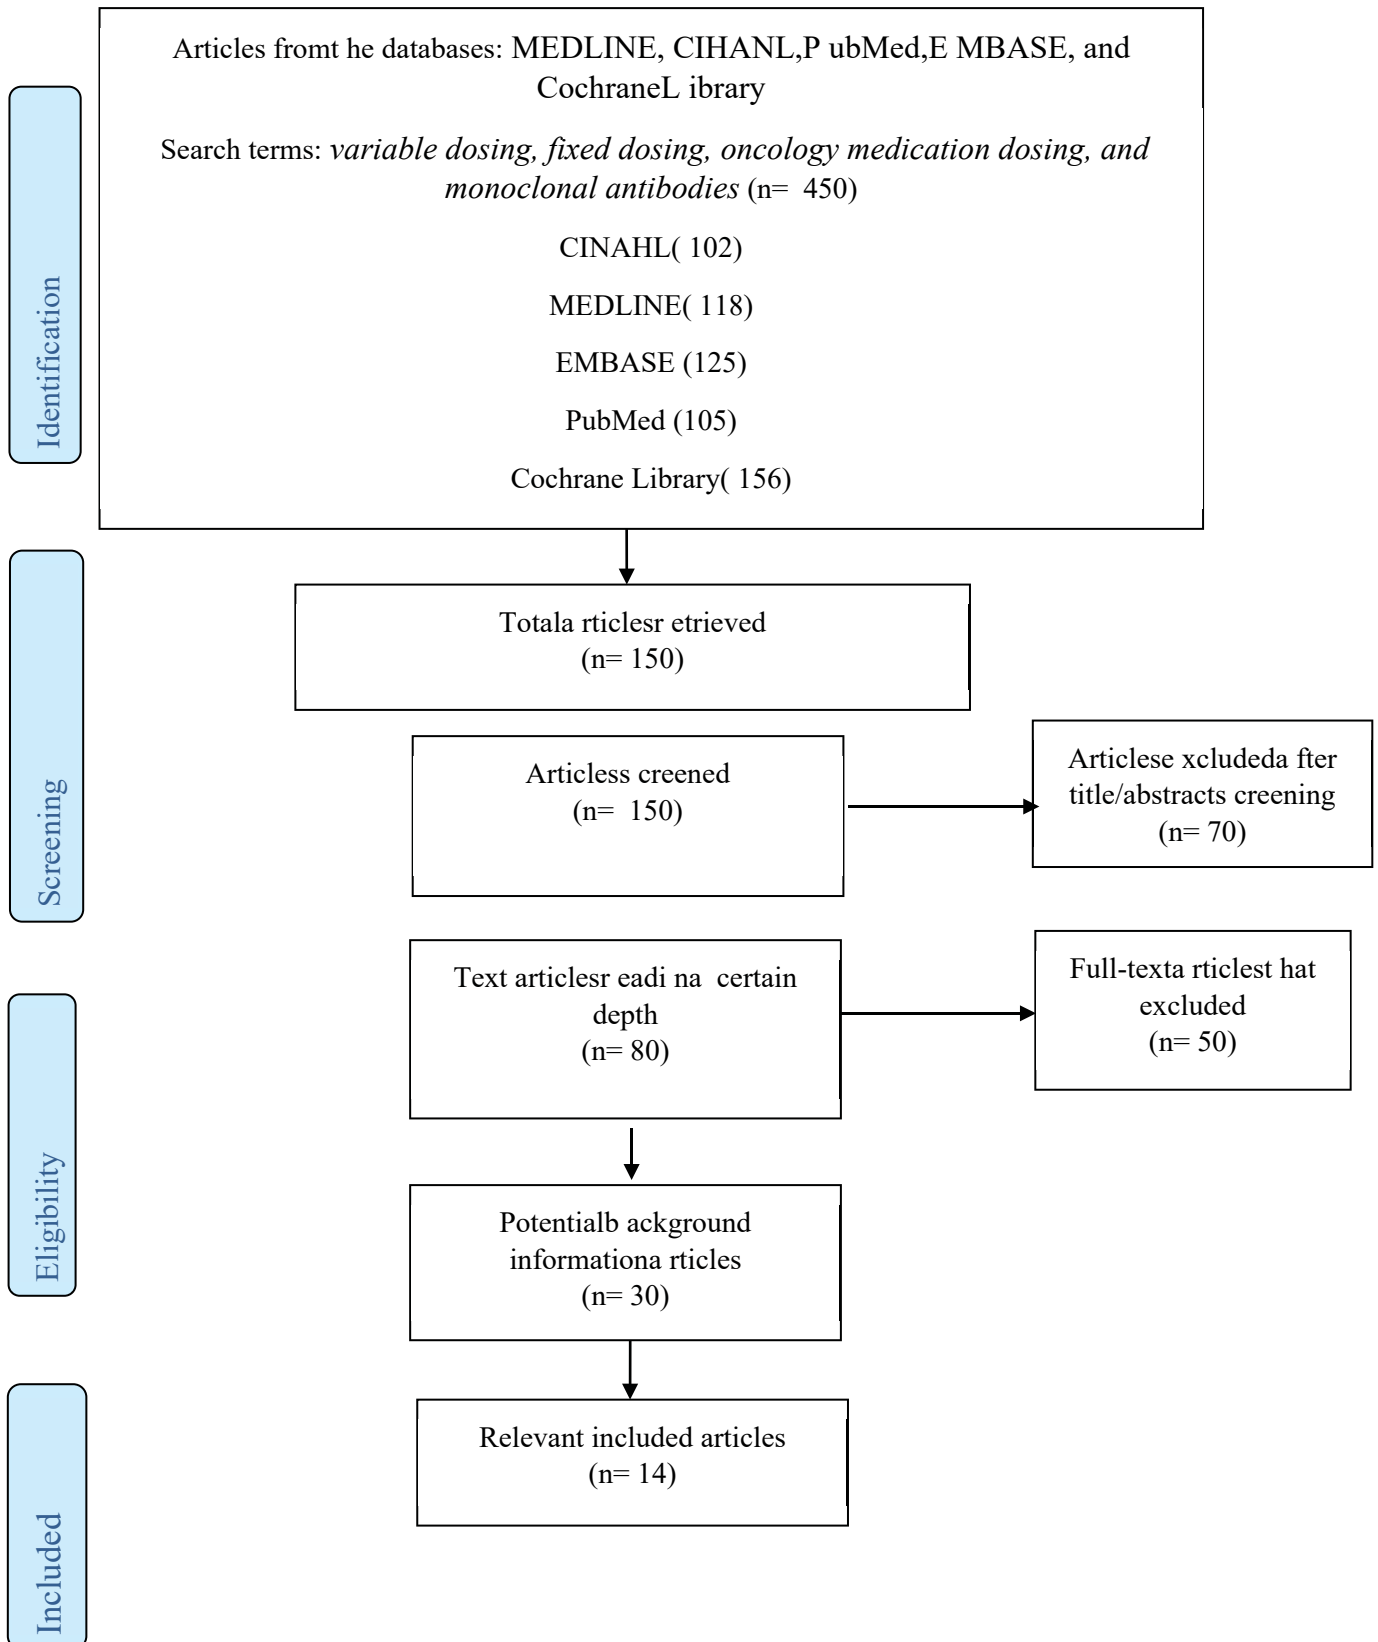 Articles fromt he databases: MEDLINE, CIHANL,P ubMed,E MBASE, and
CochraneL ibrary
Search terms: variable dosing, fixed dosing, oncology medication dosing, and
monoclonal antibodies (n= 450)
CINAHL( 102)
MEDLINE( 118)
EMBASE (125)
PubMed (105)
Cochrane Library( 156)
Identification
Totala rticlesr etrieved
(n= 150)
Articless creened
(n= 150)
Articlese xcludeda fter
title/abstracts creening
(n= 70)
Screening
Text articlesr eadi na certain
depth
(n= 80)
Full-texta rticlest hat
excluded
(n= 50)
Potentialb ackground
informationa rticles
(n= 30)
Eligibility
Relevant included articles
(n= 14)
Included